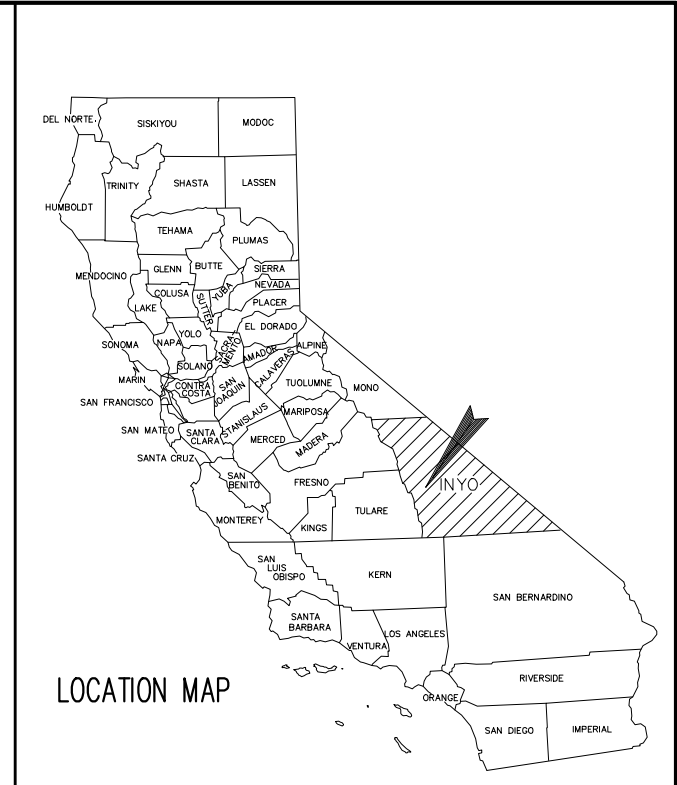 DEL NORTE
SISKIYOU
MODOC
TRINITY
SHASTA
LASSEN
HUMBOLDT
TEHAMA
PLUMAS
MENDOCINO
GLENN
BUTTE
SIERRA
NEVADA
COLUSA
YUBA
SUTTER
PLACER
LAKE
YOLO
EL DORADO
SONOMA
NAPA
SACRA-
MENTO
AMADOR
ALPINE
SOLANO
CALAVERAS
MARIN
CONTRA
COSTA
SAN
JOAQUIN
TUOLUMNE
MONO
SAN FRANCISCO
STANISLAUS
MARIPOSA
SAN MATEO
SANTA
CLARA
MERCED
MADERA
SANTA CRUZ
SAN
BENITO
FRESNO
INYO
MONTEREY
KINGS
TULARE
SAN
LUIS
OBISPO
KERN
SAN BERNARDINO
SANTA
BARBARA
VENTURA
LOS ANGELES
LOCATION MAP
ORANGE
RIVERSIDE
SAN DIEGO
IMPERIAL